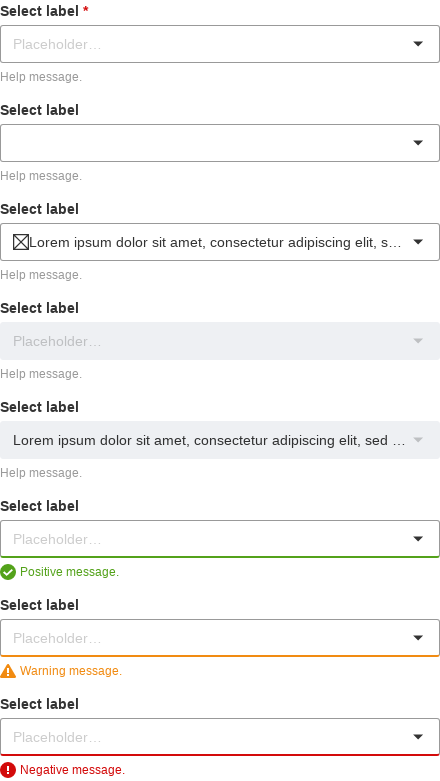 Select label *
Placeholder...
Help message.
Select label
Help message.
Select label
Lorem ipsum dolor sit amet, consectetur adipiscing elit, s...
Help message.
Select label
Placeholder...
Help message.
Select label
Lorem ipsum dolor sit amet, consectetur adipiscing elit, sed ...
Help message.
Select label
Placeholder...
Positive message.
Select label
Placeholder...
Warning message.
Select label
Placeholder...
Negative message.